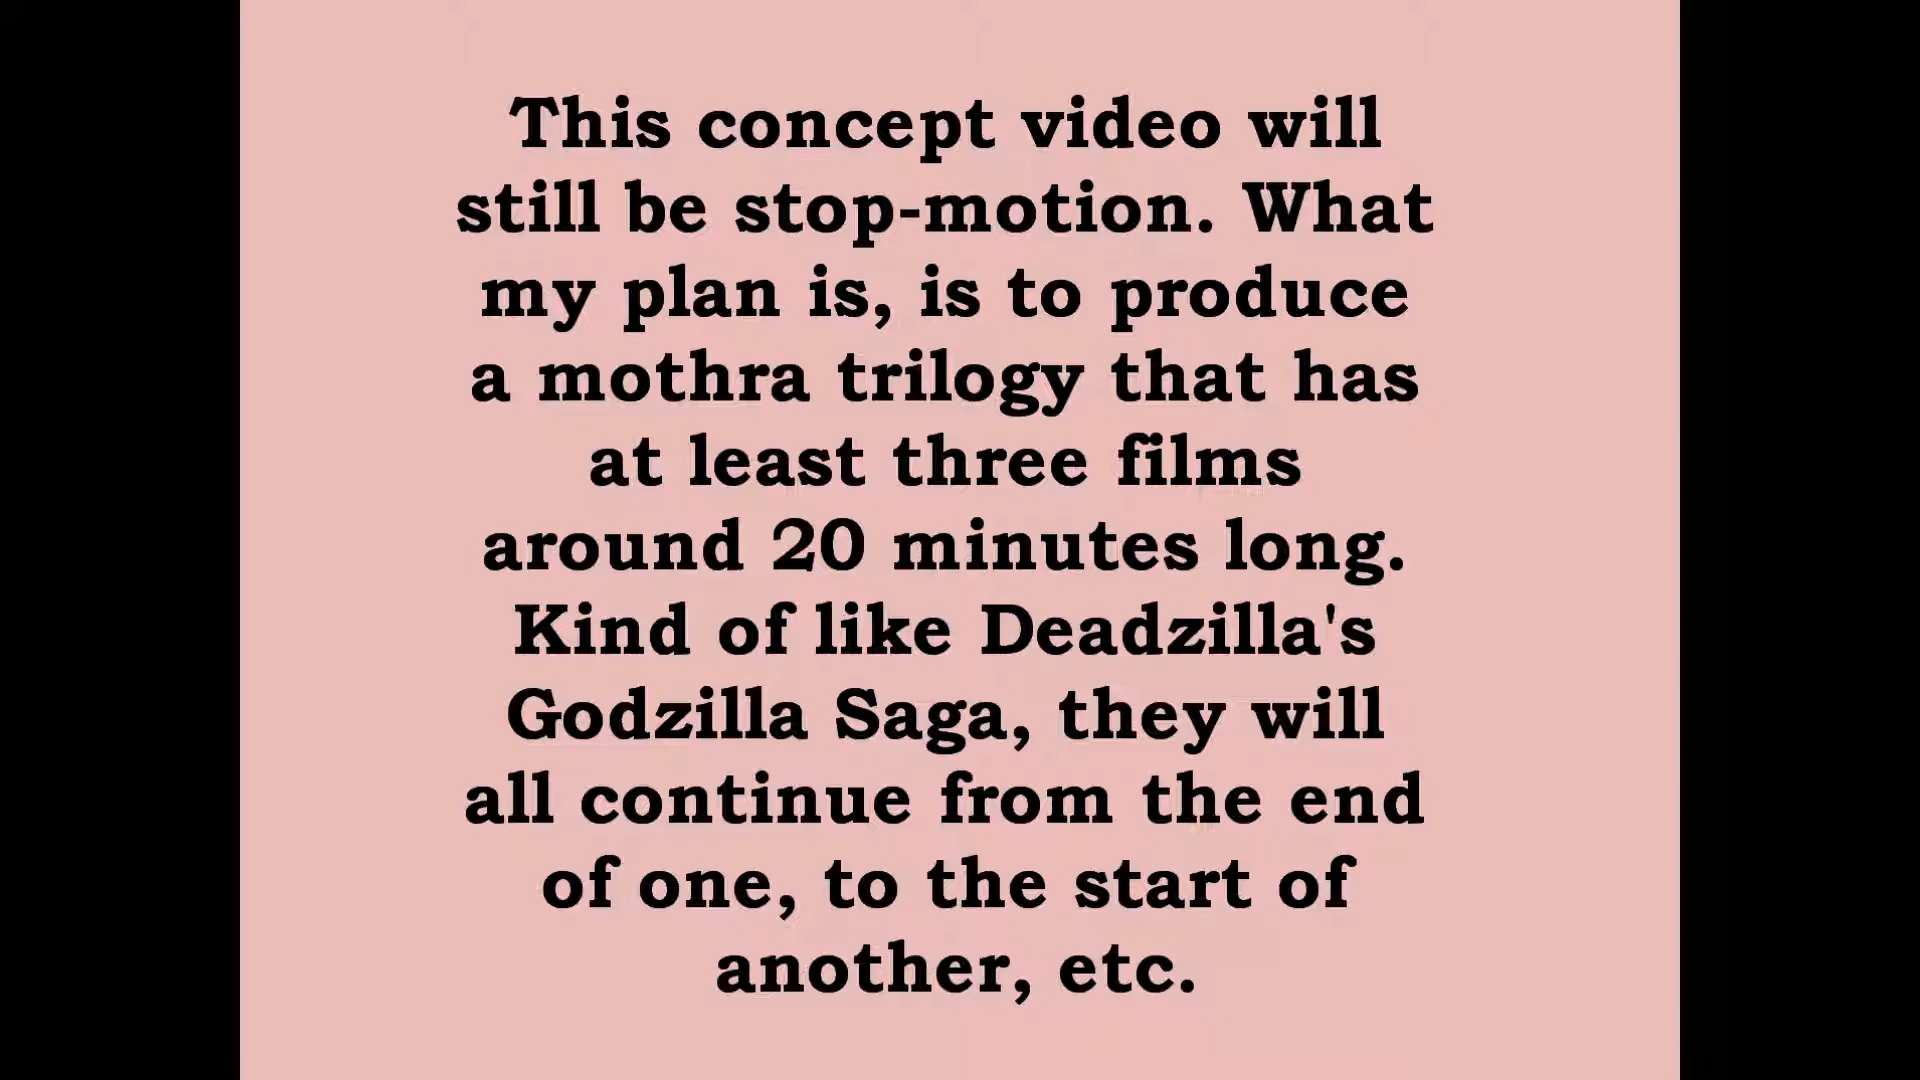 This concept video will
still be stop-motion. What
my plan is, is to produce
a mothra trilogy that has
at least three films
around 20 minutes long.
Kind of like Deadzilla's
Godzilla Saga, they will
all continue from the end
of one, to the start of
another, etc.